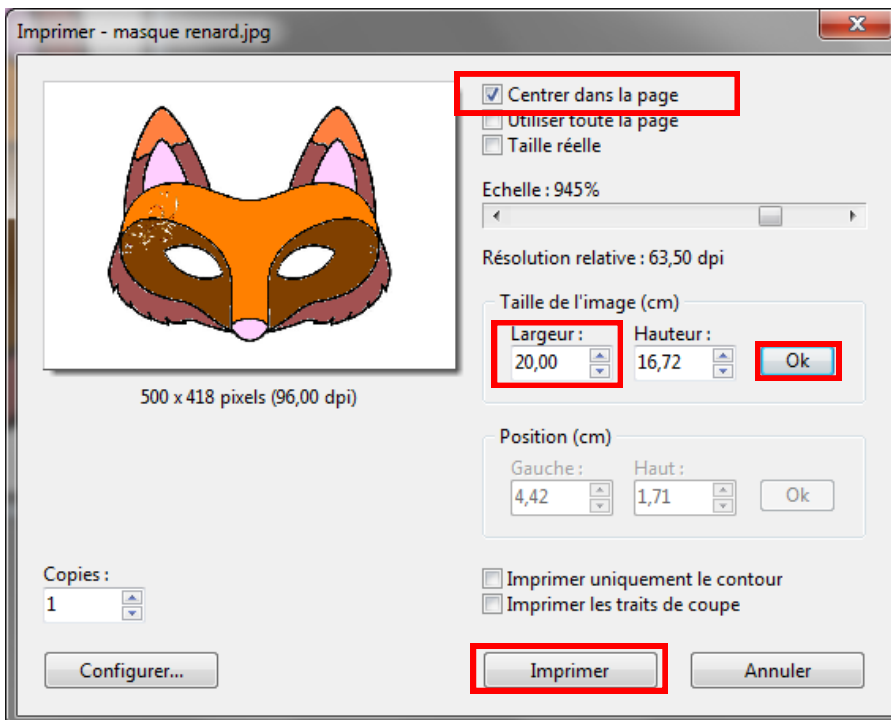 Imprimer - masque renard.jpg
Centrer dans la page
Utiliser toute la page
Taille réelle
Echelle : 945%
Résolution relative : 63,50 dpi
Taille de l'image (cm)
Largeur : Hauteur :
20,00 16,72 Ok
500 x 418 pixels (96,00 dpi)
Position (cm)
Gauche : Haut :
4,42 1,71 Ok
Copies :
1
Imprimer uniquement le contour
Imprimer les traits de coupe
Configurer... Imprimer Annuler